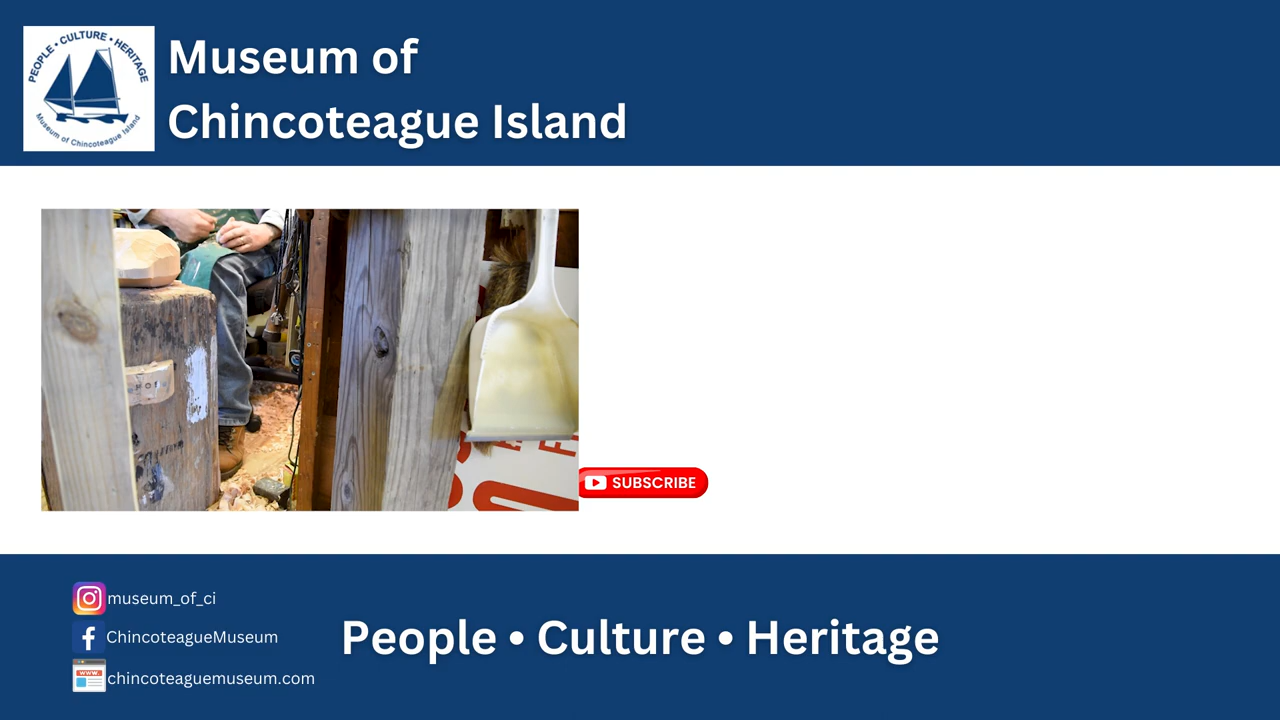 PEOPLE • CULTURE • HERITAGE
Museum of Chincoteague Island
Museum of
Chincoteague Island
SUBSCRIBE
museum_of_ci
ChincoteagueMuseum
www.
chincoteaguemuseum.com
People • Culture • Heritage